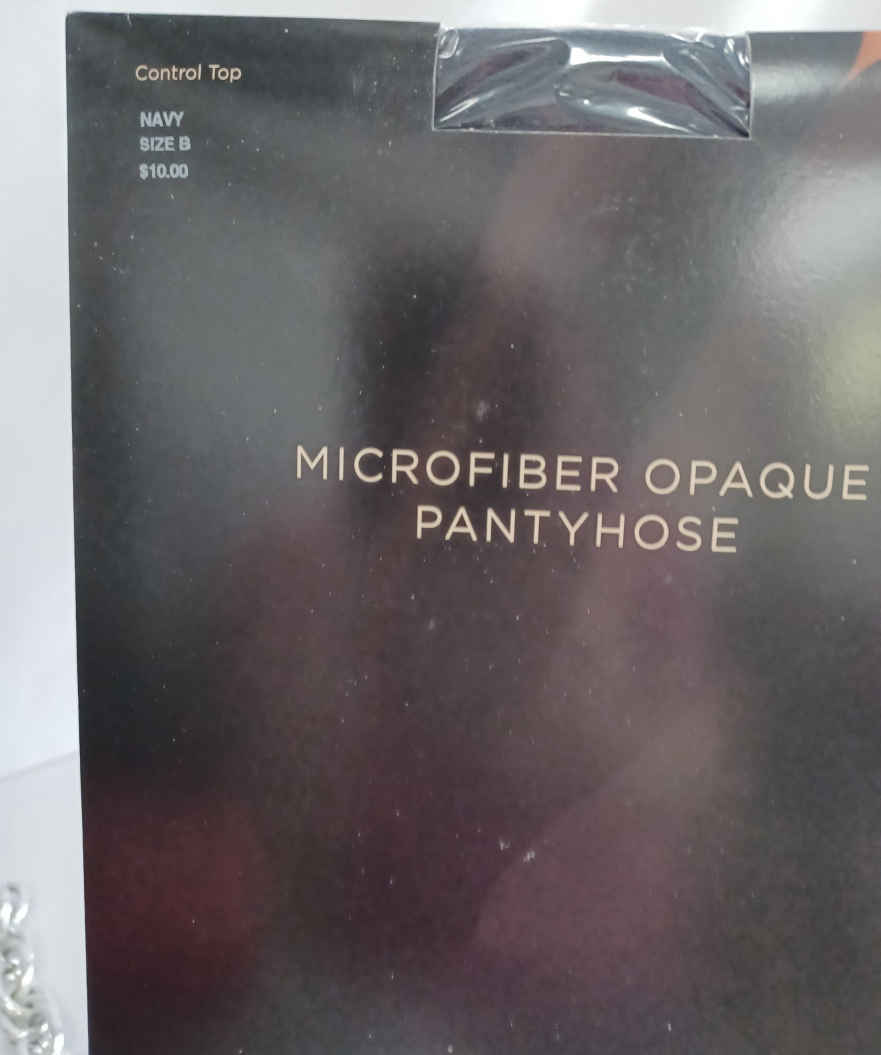 Control Top
NAVY
SIZE B
$10.00
MICROFIBER OPAQUE
PANTYHOSE